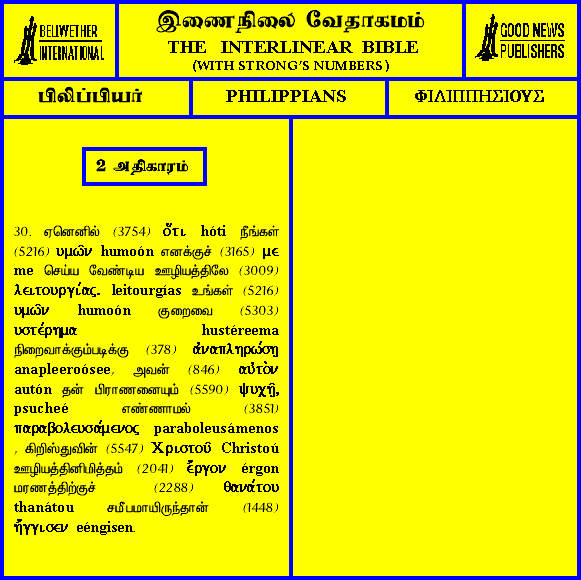 BELLWETHER
INTERNATIONAL
இணைநிலை வேதாகமம்
THE INTERLINEAR BIBLE
(WITH STRONG'S NUMBERS)
GOOD NEWS
PUBLISHERS
பிலிப்பியர்
PHILIPPIANS
ΦΙΛΙΠΠΗΣΙΟΥΣ
2 அதிகாரம்
30. ஏனெனில் (3754) ὅτι hóti நீங்கள்
(5216) υμῶν humoón எனக்குச் (3165) με
me செய்ய வேண்டிய ஊழியத்திலே (3009)
λειτουργίας. leitourgías உங்கள் (5216)
υμῶν humoón குறைவை (5303)
υστέρημα hustéreema
நிறைவாக்கும்படிக்கு (378) ἀναπληρώσῃ
anapleeroósee, அவன் (846) αὐτὸν
autón தன் பிராணனையும் (5590) ψυχῇ,
psucheé எண்ணாமல் (3851)
παραβολευσάμενος paraboleusámenos
, கிறிஸ்துவின் (5547) Χριστοῦ Christoú
ஊழியத்தினிமித்தம் (2041) ἔργον érgon
மரணத்திற்குச் (2288) θανάτου
thanátou சமீபமாயிருந்தான் (1448)
ἤγγισεν eéngisen.